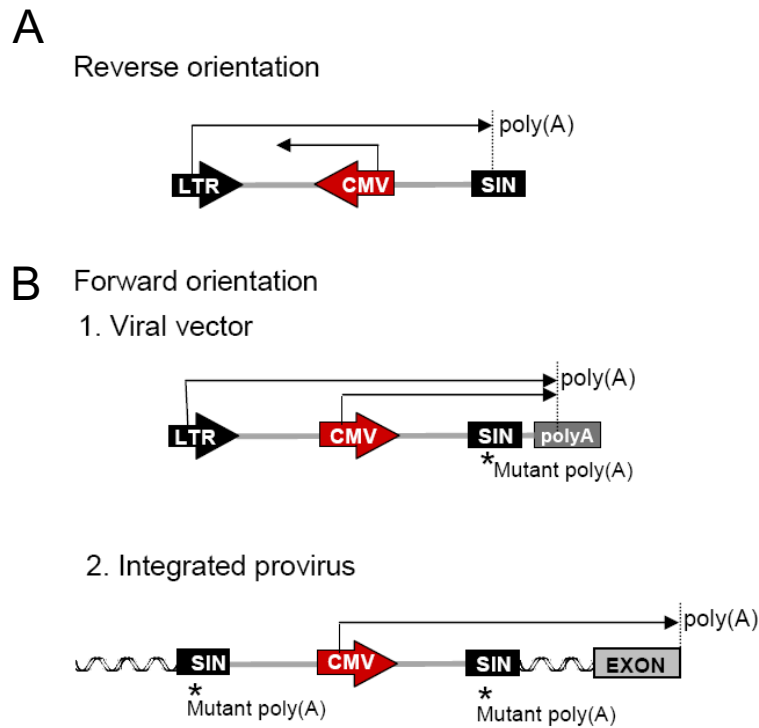 A
Reverse orientation
poly(A)
LTR
CMV
SIN
B
Forward orientation
1. Viral vector
poly(A)
LTR
CMV
SIN
polyA
*
Mutant poly(A)
2. Integrated provirus
poly(A)
SIN
CMV
SIN
EXON
*
Mutant poly(A)
*
Mutant poly(A)